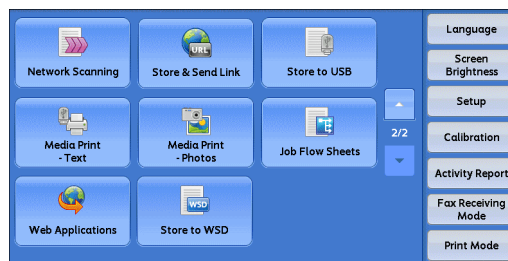 Network Scanning
URL
Store & Send Link
Store to USB
Media Print
- Text
Media Print
- Photos
Job Flow Sheets
Web Applications
WSD
Store to WSD
2/2
Language
Screen
Brightness
Setup
Calibration
Activity Report
Fax Receiving
Mode
Print Mode